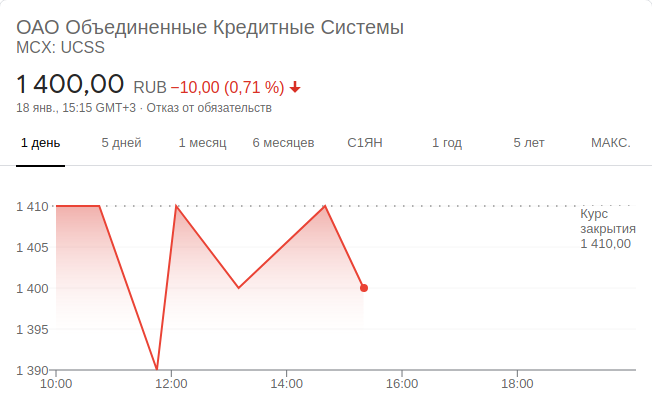 ОАО Объединенные Кредитные Системы
MCX: UCSS
1 400,00 RUB −10,00 (0,71 %)
18 янв., 15:15 GMT+3 · Отказ от обязательств
1 день 5 дней 1 месяц 6 месяцев С1ЯН 1 год 5 лет МАКС.
1 410
1 405
1 400
1 395
1 390
Курс
закрытия
1 410,00
10:00 12:00 14:00 16:00 18:00